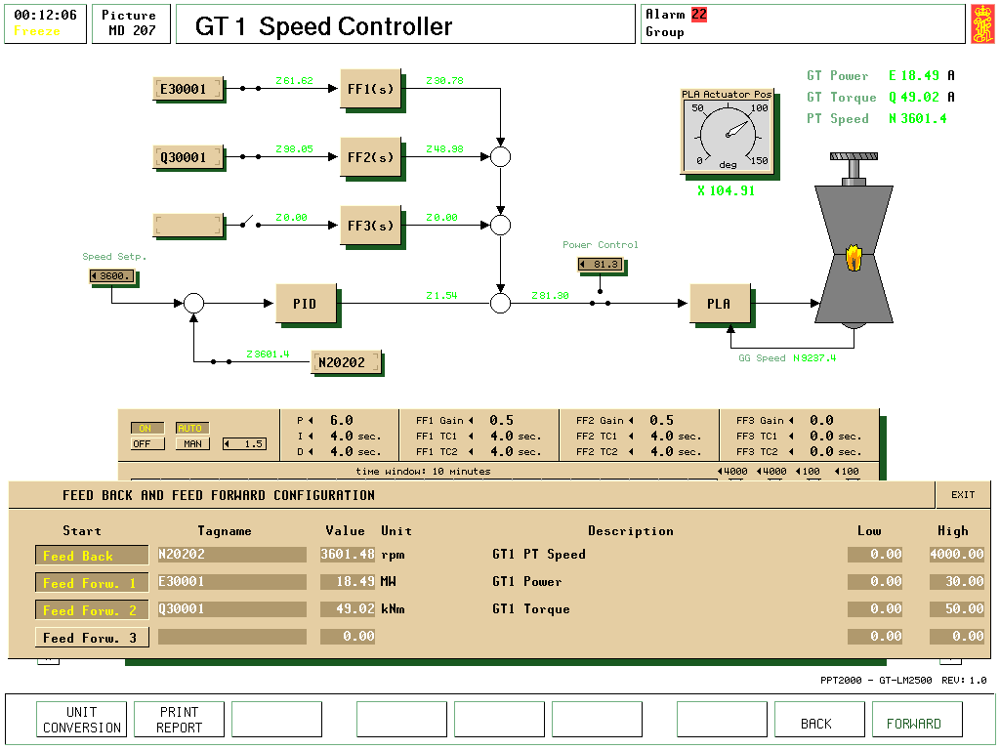 00:12:06
Freeze
Picture
MD 207
GT 1 Speed Controller
Alarm 22
Group
E30001
Z61.62
FF1(s)
Z30.78
GT Power E 18.49 A
GT Torque Q 49.02 A
PT Speed N 3601.4
PLA Actuator Pos
50 100
0 150
deg
X 104.91
Q30001
Z98.05
FF2(s)
Z48.98
Z0.00
FF3(s)
Z0.00
Speed Setp.
3600.
Power Control
81.3
PID
Z1.54
Z81.30
PLA
Z3601.4
N20202
GG Speed N9237.4
ON AUTO
OFF MAN 1.5
P 6.0
I 4.0 sec.
D 4.0 sec.
FF1 Gain 0.5
FF1 TC1 4.0 sec.
FF1 TC2 4.0 sec.
FF2 Gain 0.5
FF2 TC1 4.0 sec.
FF2 TC2 4.0 sec.
FF3 Gain 0.0
FF3 TC1 0.0 sec.
FF3 TC2 0.0 sec.
time window: 10 minutes 4000 4000 100 100
FEED BACK AND FEED FORWARD CONFIGURATION EXIT
Start Tagname Value Unit Description Low High
Feed Back N20202 3601.48 rpm GT1 PT Speed 0.00 4000.00
Feed Forw. 1 E30001 18.49 MW GT1 Power 0.00 30.00
Feed Forw. 2 Q30001 49.02 kNm GT1 Torque 0.00 50.00
Feed Forw. 3 0.00 0.00 0.00
PPT2000 - GT-LM2500 REV: 1.0
UNIT
CONVERSION
PRINT
REPORT
BACK
FORWARD